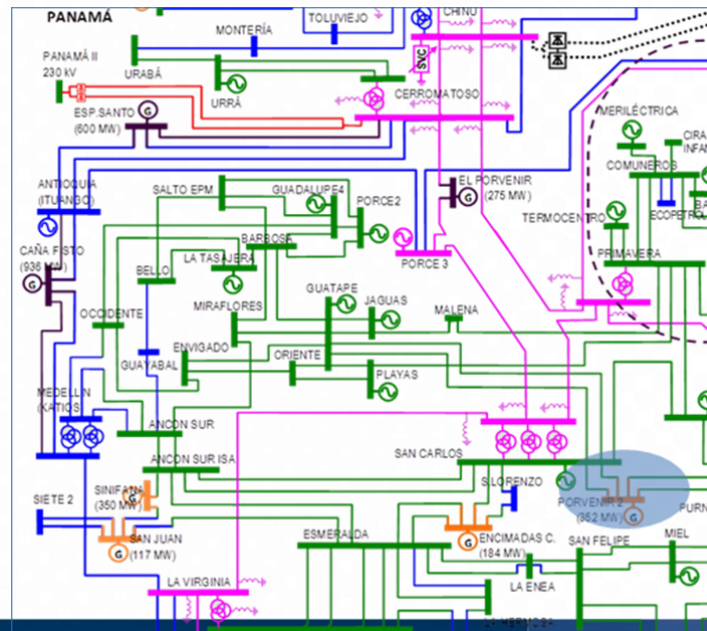 PANAMÁ
CHINÚ
TOLUVIEJO
MONTERÍA
URABÁ
PANAMÁ II
230 kV
SVC
URRÁ
CERROMATOSO
ESP.SANTO
(600 MW)
G
MERILÉCTRICA
COMUNEROS
ANTIOQUIA
(ITUANGO)
SALTO EPM
GUADALUPE4
PORCE2
EL PORVENIR
(275 MW)
G
TERMOCENTRO
ECOPETROL
CAÑA FISTO
(936 MW)
G
BARBOSA
LA TASAJERA
BELLO
PORCE 3
PRIMAVERA
GUATAPE
JAGUAS
MIRAFLORES
MALENA
OCCIDENTE
ENVIGADO
ORIENTE
GUAYABAL
PLAYAS
MEDELLIN
(KATIOS)
ANCON SUR
ANCON SUR ISA
SAN CARLOS
S.LORENZO
SINIFANA
(350 MW)
G
SIETE 2
PORVENIR 2
(352 MW)
G
SAN JUAN
(117 MW)
G
ESMERALDA
ENCIMADAS C.
(184 MW)
G
SAN FELIPE
MIEL
LA ENEA
LA VIRGINIA
LA HERMOSA